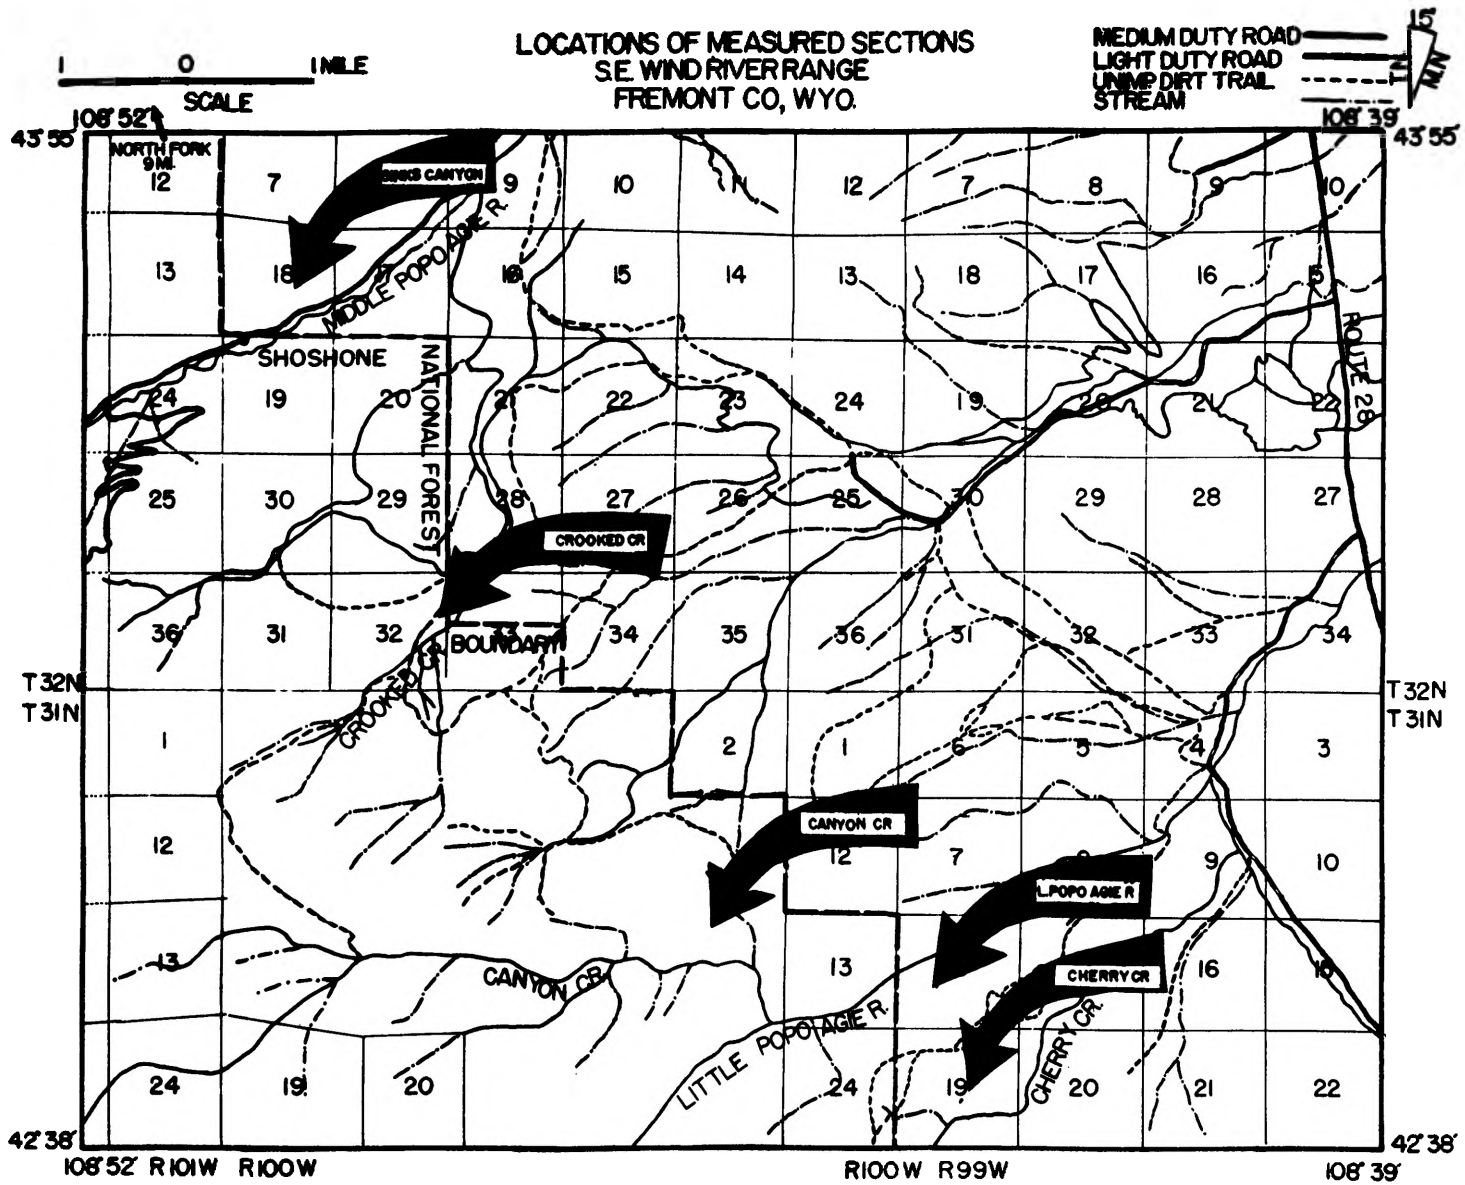 LOCATIONS OF MEASURED SECTIONS
S.E. WIND RIVER RANGE
FREMONT CO, WYO.
1 0 1 MILE
SCALE
MEDIUM DUTY ROAD
LIGHT DUTY ROAD
UNIMP DIRT TRAIL
STREAM
15°
T N
M.N
108° 52'
108° 39'
43° 55'
43° 55'
NORTH FORK
9 MI.
12 7 9 10 11 12 7 8 9 10
CANYON
MIDDLE POPO AGIE R.
13 18 17 16 15 14 13 18 17 16 15
SHOSHONE
NATIONAL FOREST
ROUTE 28
24 19 20 21 22 23 24 19 20 21 22
25 30 29 28 27 26 25 30 29 28 27
CROOKED CR
36 31 32 33 34 35 36 31 32 33 34
BOUNDARY
CROOKED CR.
T 32N
T 31N
T 32N
T 31N
1 2 1 6 5 4 3
CANYON CR
12 12 7 8 9 10
L. POPO AGIE R
13 13 16 15
CANYON CR.
CHERRY CR
LITTLE POPO AGIE R.
CHERRY CR.
24 19 20 24 19 20 21 22
42° 38'
42° 38'
108° 52' R101W R100W
R100W R99W
108° 39'